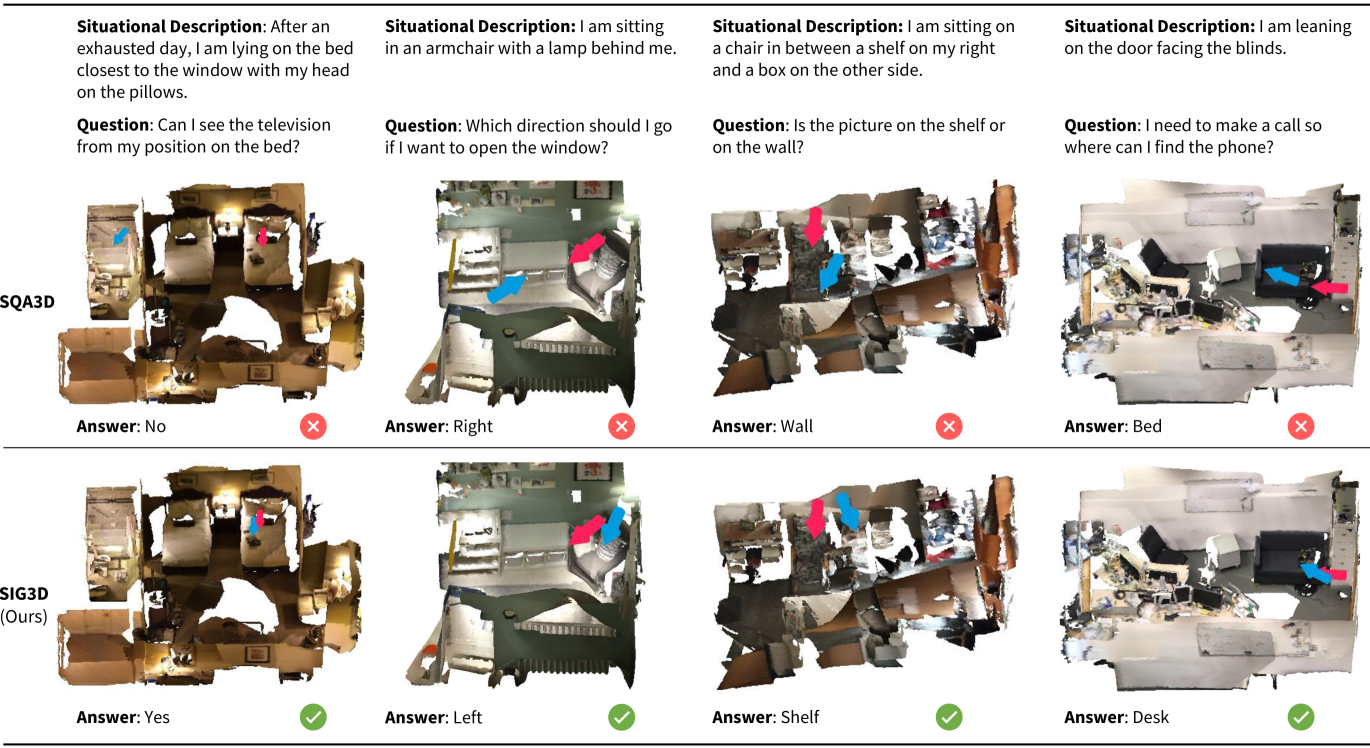 Situational Description: After an
exhausted day, I am lying on the bed
closest to the window with my head
on the pillows.
Question: Can I see the television
from my position on the bed?
Situational Description: I am sitting
in an armchair with a lamp behind me.
Question: Which direction should I go
if I want to open the window?
Situational Description: I am sitting on
a chair in between a shelf on my right
and a box on the other side.
Question: Is the picture on the shelf or
on the wall?
Situational Description: I am leaning
on the door facing the blinds.
Question: I need to make a call so
where can I find the phone?
SQA3D
Answer: No
Answer: Right
Answer: Wall
Answer: Bed
SIG3D
(Ours)
Answer: Yes
Answer: Left
Answer: Shelf
Answer: Desk